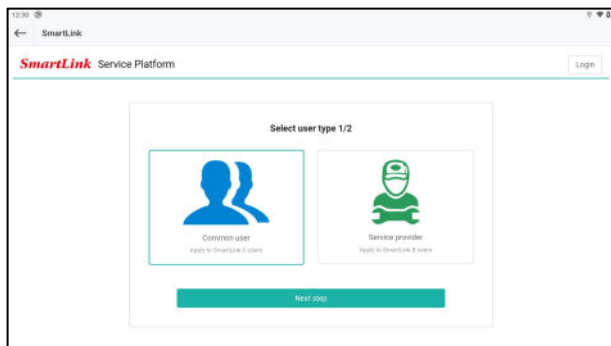 12:30
SmartLink
SmartLink Service Platform
Login
Select user type 1/2
Common user
Service provider
Apply to SmartLink C users
Apply to SmartLink B users
Next step